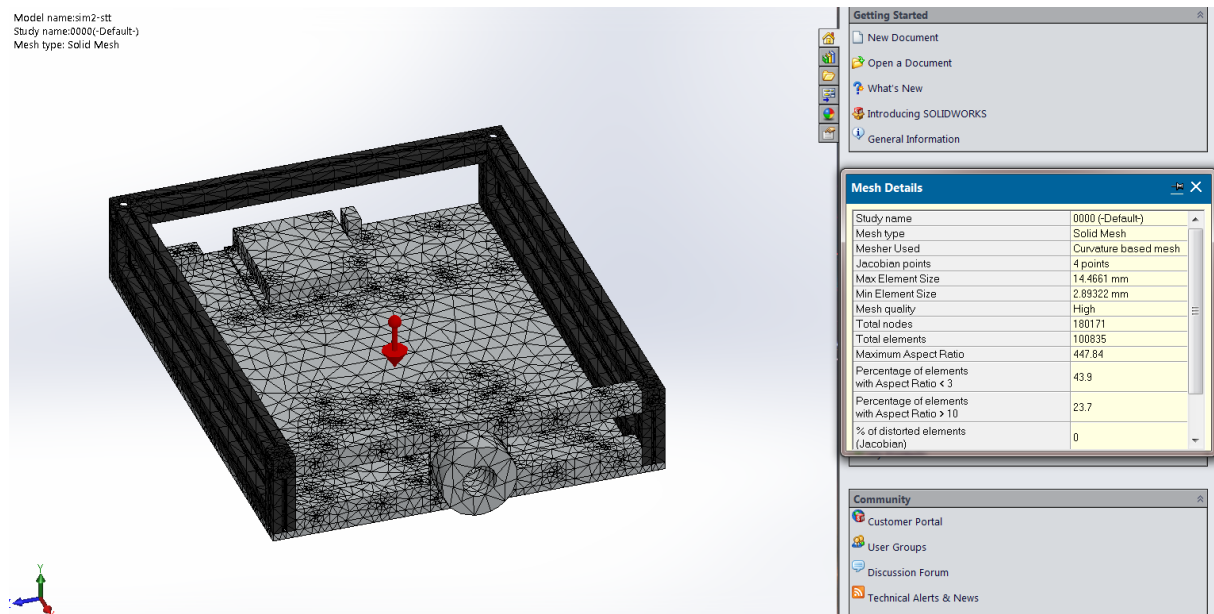 Model name:sim2-stt
Study name:0000(-Default-)
Mesh type: Solid Mesh
Y
Getting Started
New Document
Open a Document
What's New
Introducing SOLIDWORKS
General Information
Mesh Details
Study name 0000 (-Default-)
Mesh type Solid Mesh
Mesher Used Curvature based mesh
Jacobian points 4 points
Max Element Size 14.4661 mm
Min Element Size 2.89322 mm
Mesh quality High
Total nodes 180171
Total elements 100835
Maximum Aspect Ratio 447.84
Percentage of elements
with Aspect Ratio < 3 43.9
Percentage of elements
with Aspect Ratio > 10 23.7
% of distorted elements
(Jacobian) 0
Community
Customer Portal
User Groups
Discussion Forum
Technical Alerts & News